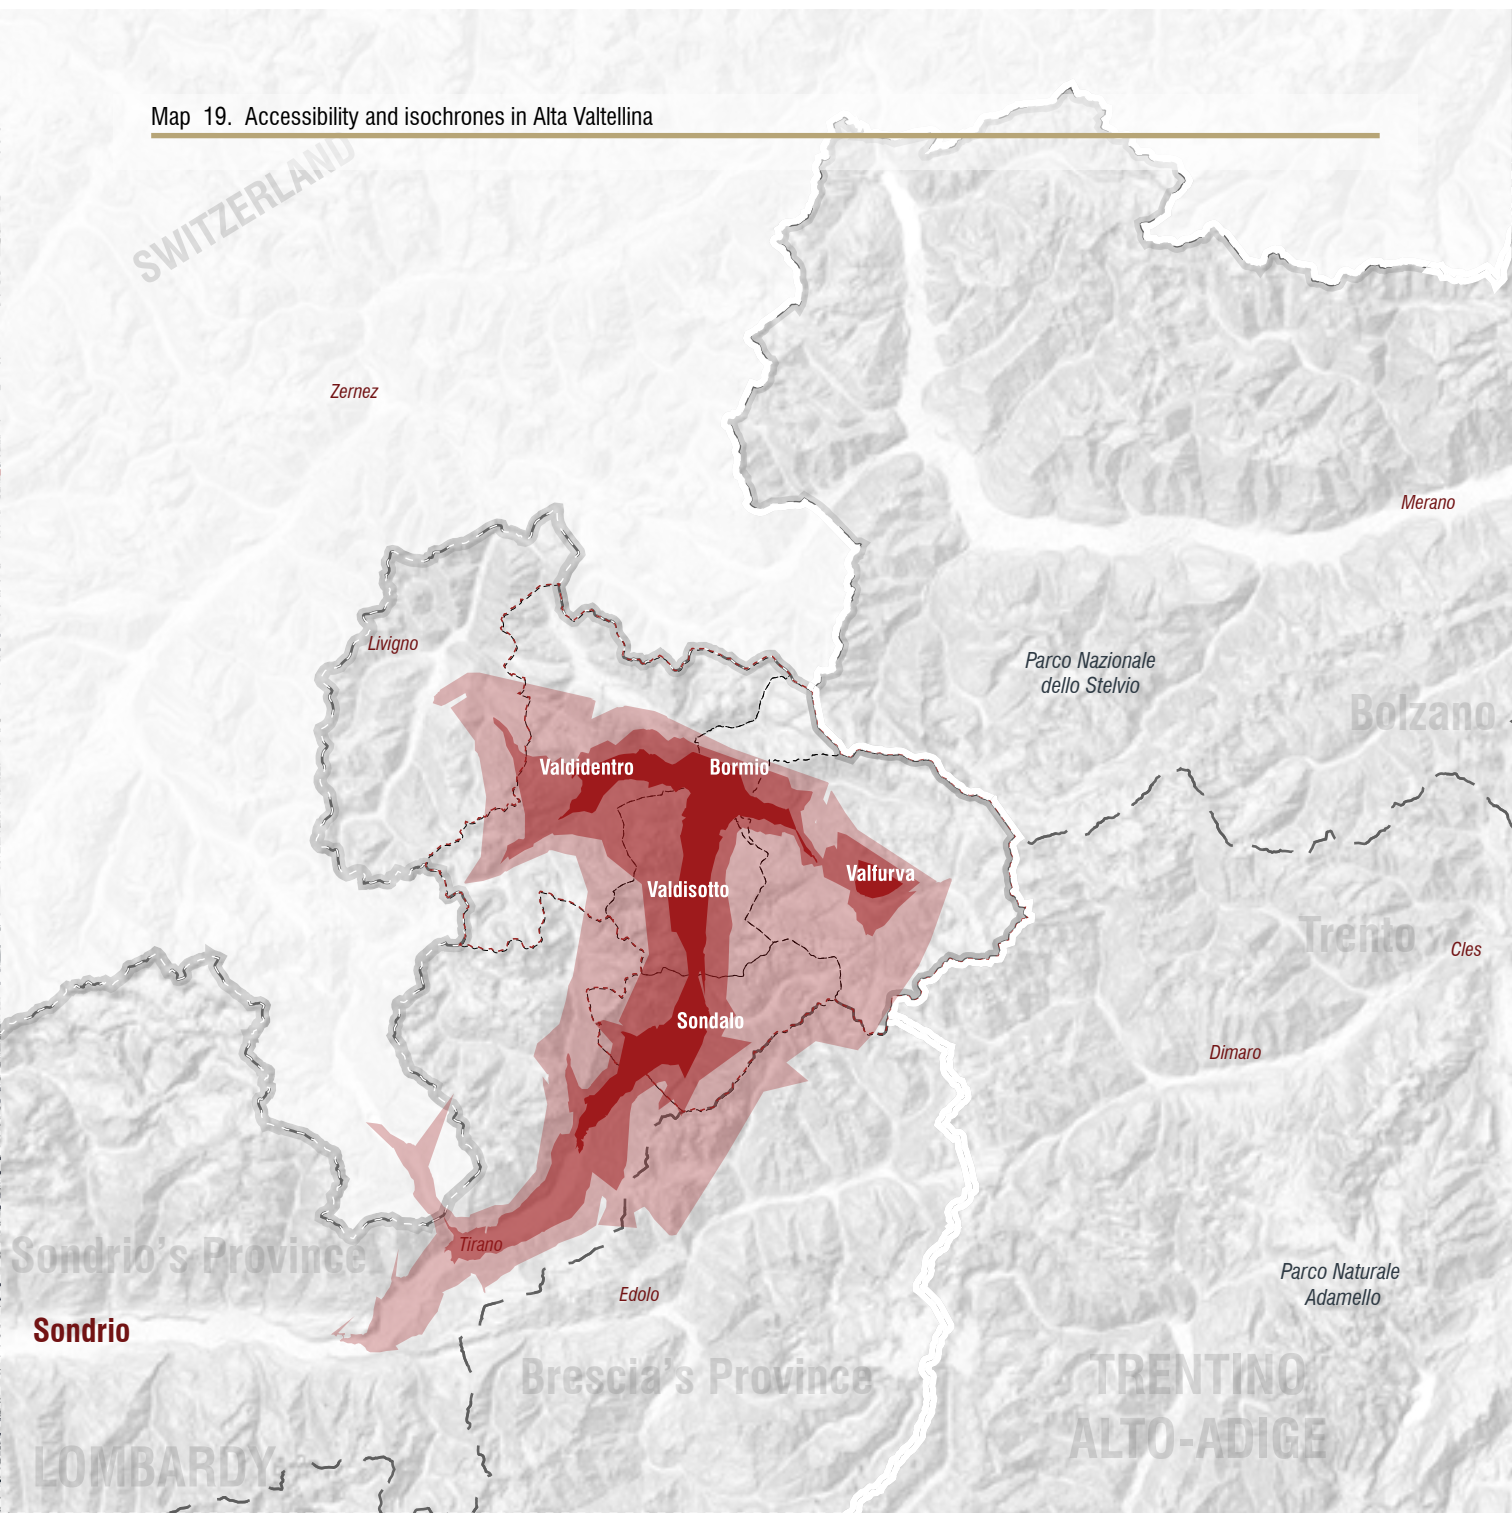 Map 19. Accessibility and isochrones in Alta Valtellina
SWITZERLAND
Zernez
Merano
Livigno
Parco Nazionale
dello Stelvio
Bolzano
Valdidentro
Bormio
Valfurva
Valdisotto
Trento
Cles
Sondalo
Dimaro
Tirano
Sondrio's Province
Parco Naturale
Adamello
Edolo
Sondrio
Brescia's Province
TRENTINO
ALTO-ADIGE
LOMBARDY